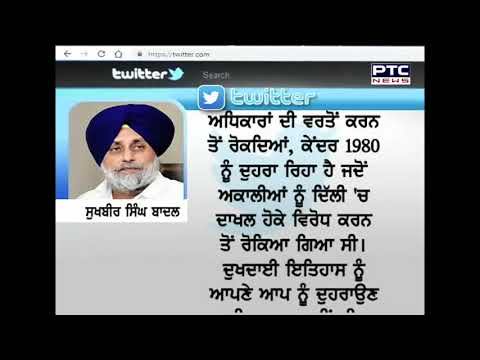 https://twitter.com
twitter
Search
PTC
NEWS
twitter
ਅਧਿਕਾਰਾਂ ਦੀ ਵਰਤੋਂ ਕਰਨ
ਤੋਂ ਰੋਕਦਿਆਂ, ਕੇਂਦਰ 1980
ਨੂੰ ਦੁਹਰਾ ਰਿਹਾ ਹੈ ਜਦੋਂ
ਅਕਾਲੀਆਂ ਨੂੰ ਦਿੱਲੀ 'ਚ
ਦਾਖਲ ਹੋਕੇ ਵਿਰੋਧ ਕਰਨ
ਤੋਂ ਰੋਕਿਆ ਗਿਆ ਸੀ।
ਦੁਖਦਾਈ ਇਤਿਹਾਸ ਨੂੰ
ਆਪਣੇ ਆਪ ਨੂੰ ਦੁਹਰਾਉਣ
ਸੁਖਬੀਰ ਸਿੰਘ ਬਾਦਲ